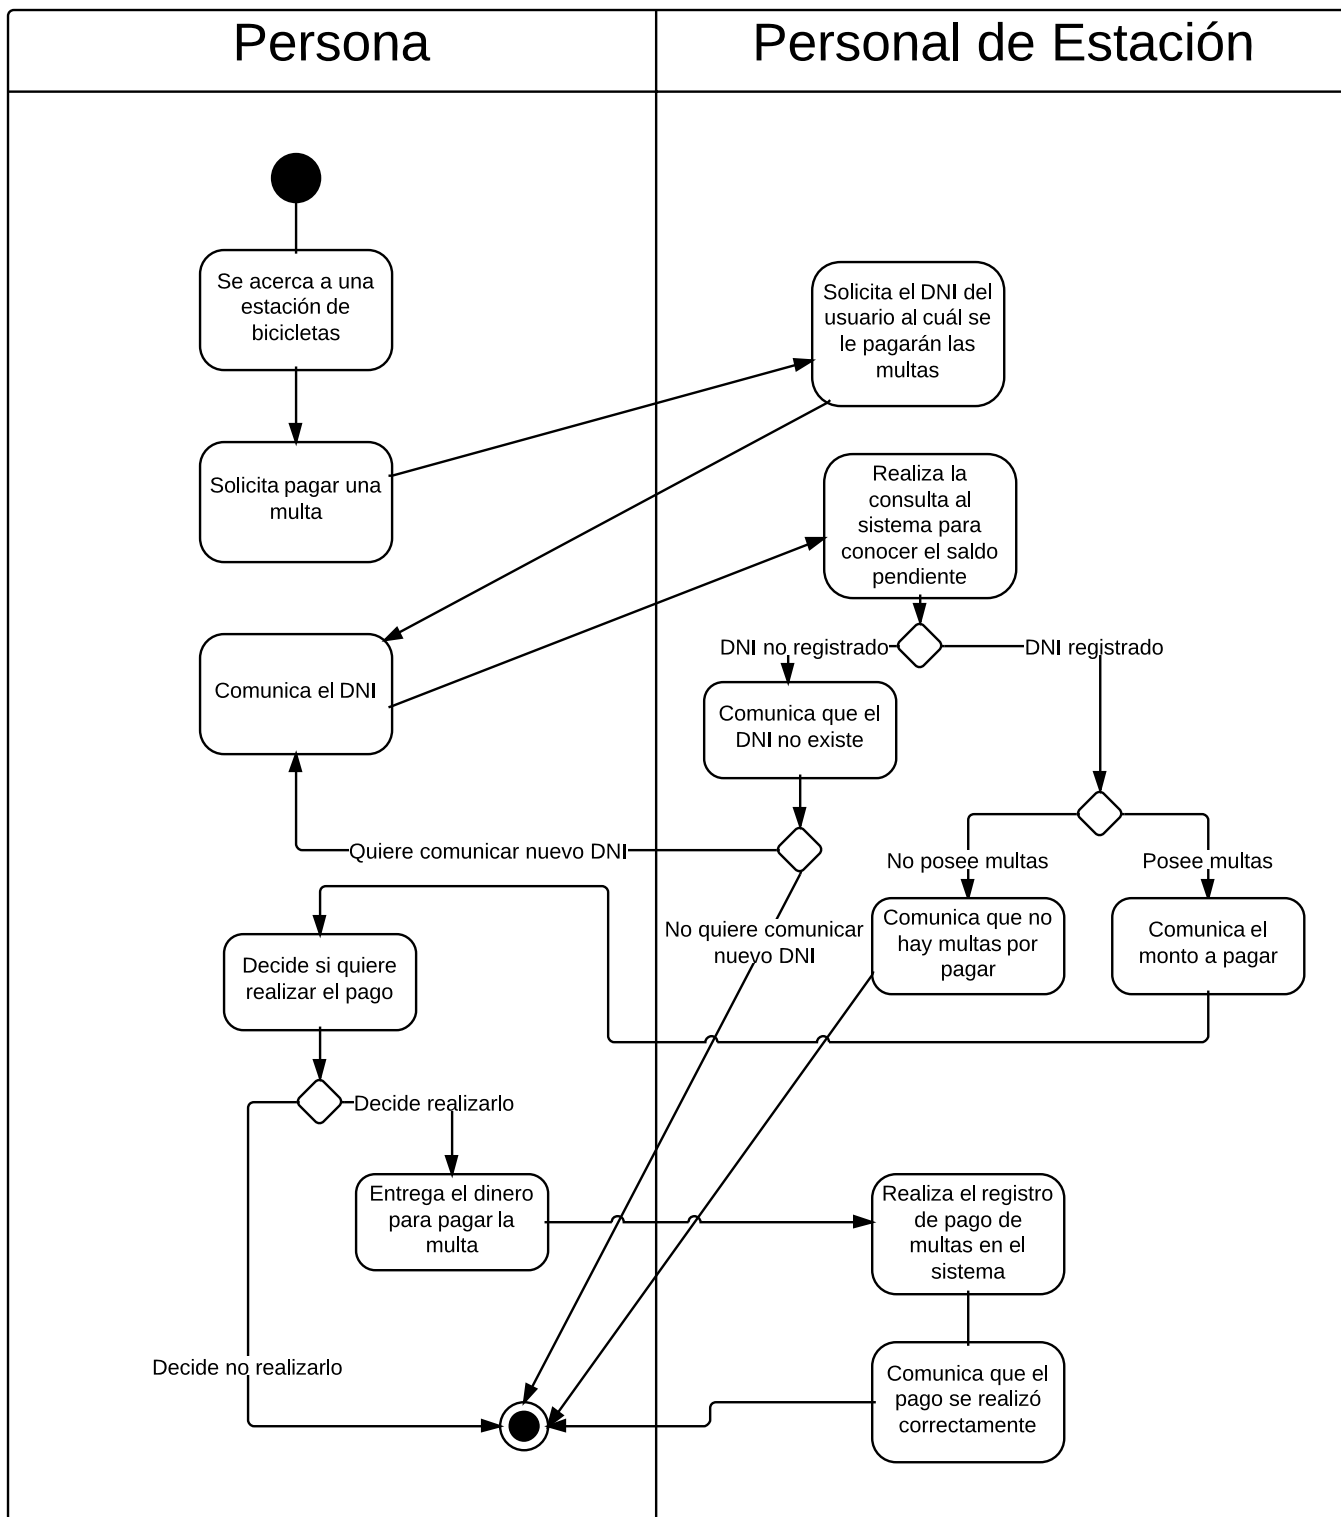 Persona
Personal de Estación
Se acerca a una
estación de
bicicletas
Solicita el DNI del
usuario al cuál se
le pagarán las
multas
Solicita pagar una
multa
Realiza la
consulta al
sistema para
conocer el saldo
pendiente
Comunica el DNI
DNI no registrado
DNI registrado
Comunica que el
DNI no existe
Quiere comunicar nuevo DNI
No posee multas
Posee multas
No quiere comunicar
nuevo DNI
Comunica que no
hay multas por
pagar
Comunica el
monto a pagar
Decide si quiere
realizar el pago
Decide realizarlo
Entrega el dinero
para pagar la
multa
Realiza el registro
de pago de
multas en el
sistema
Decide no realizarlo
Comunica que el
pago se realizó
correctamente